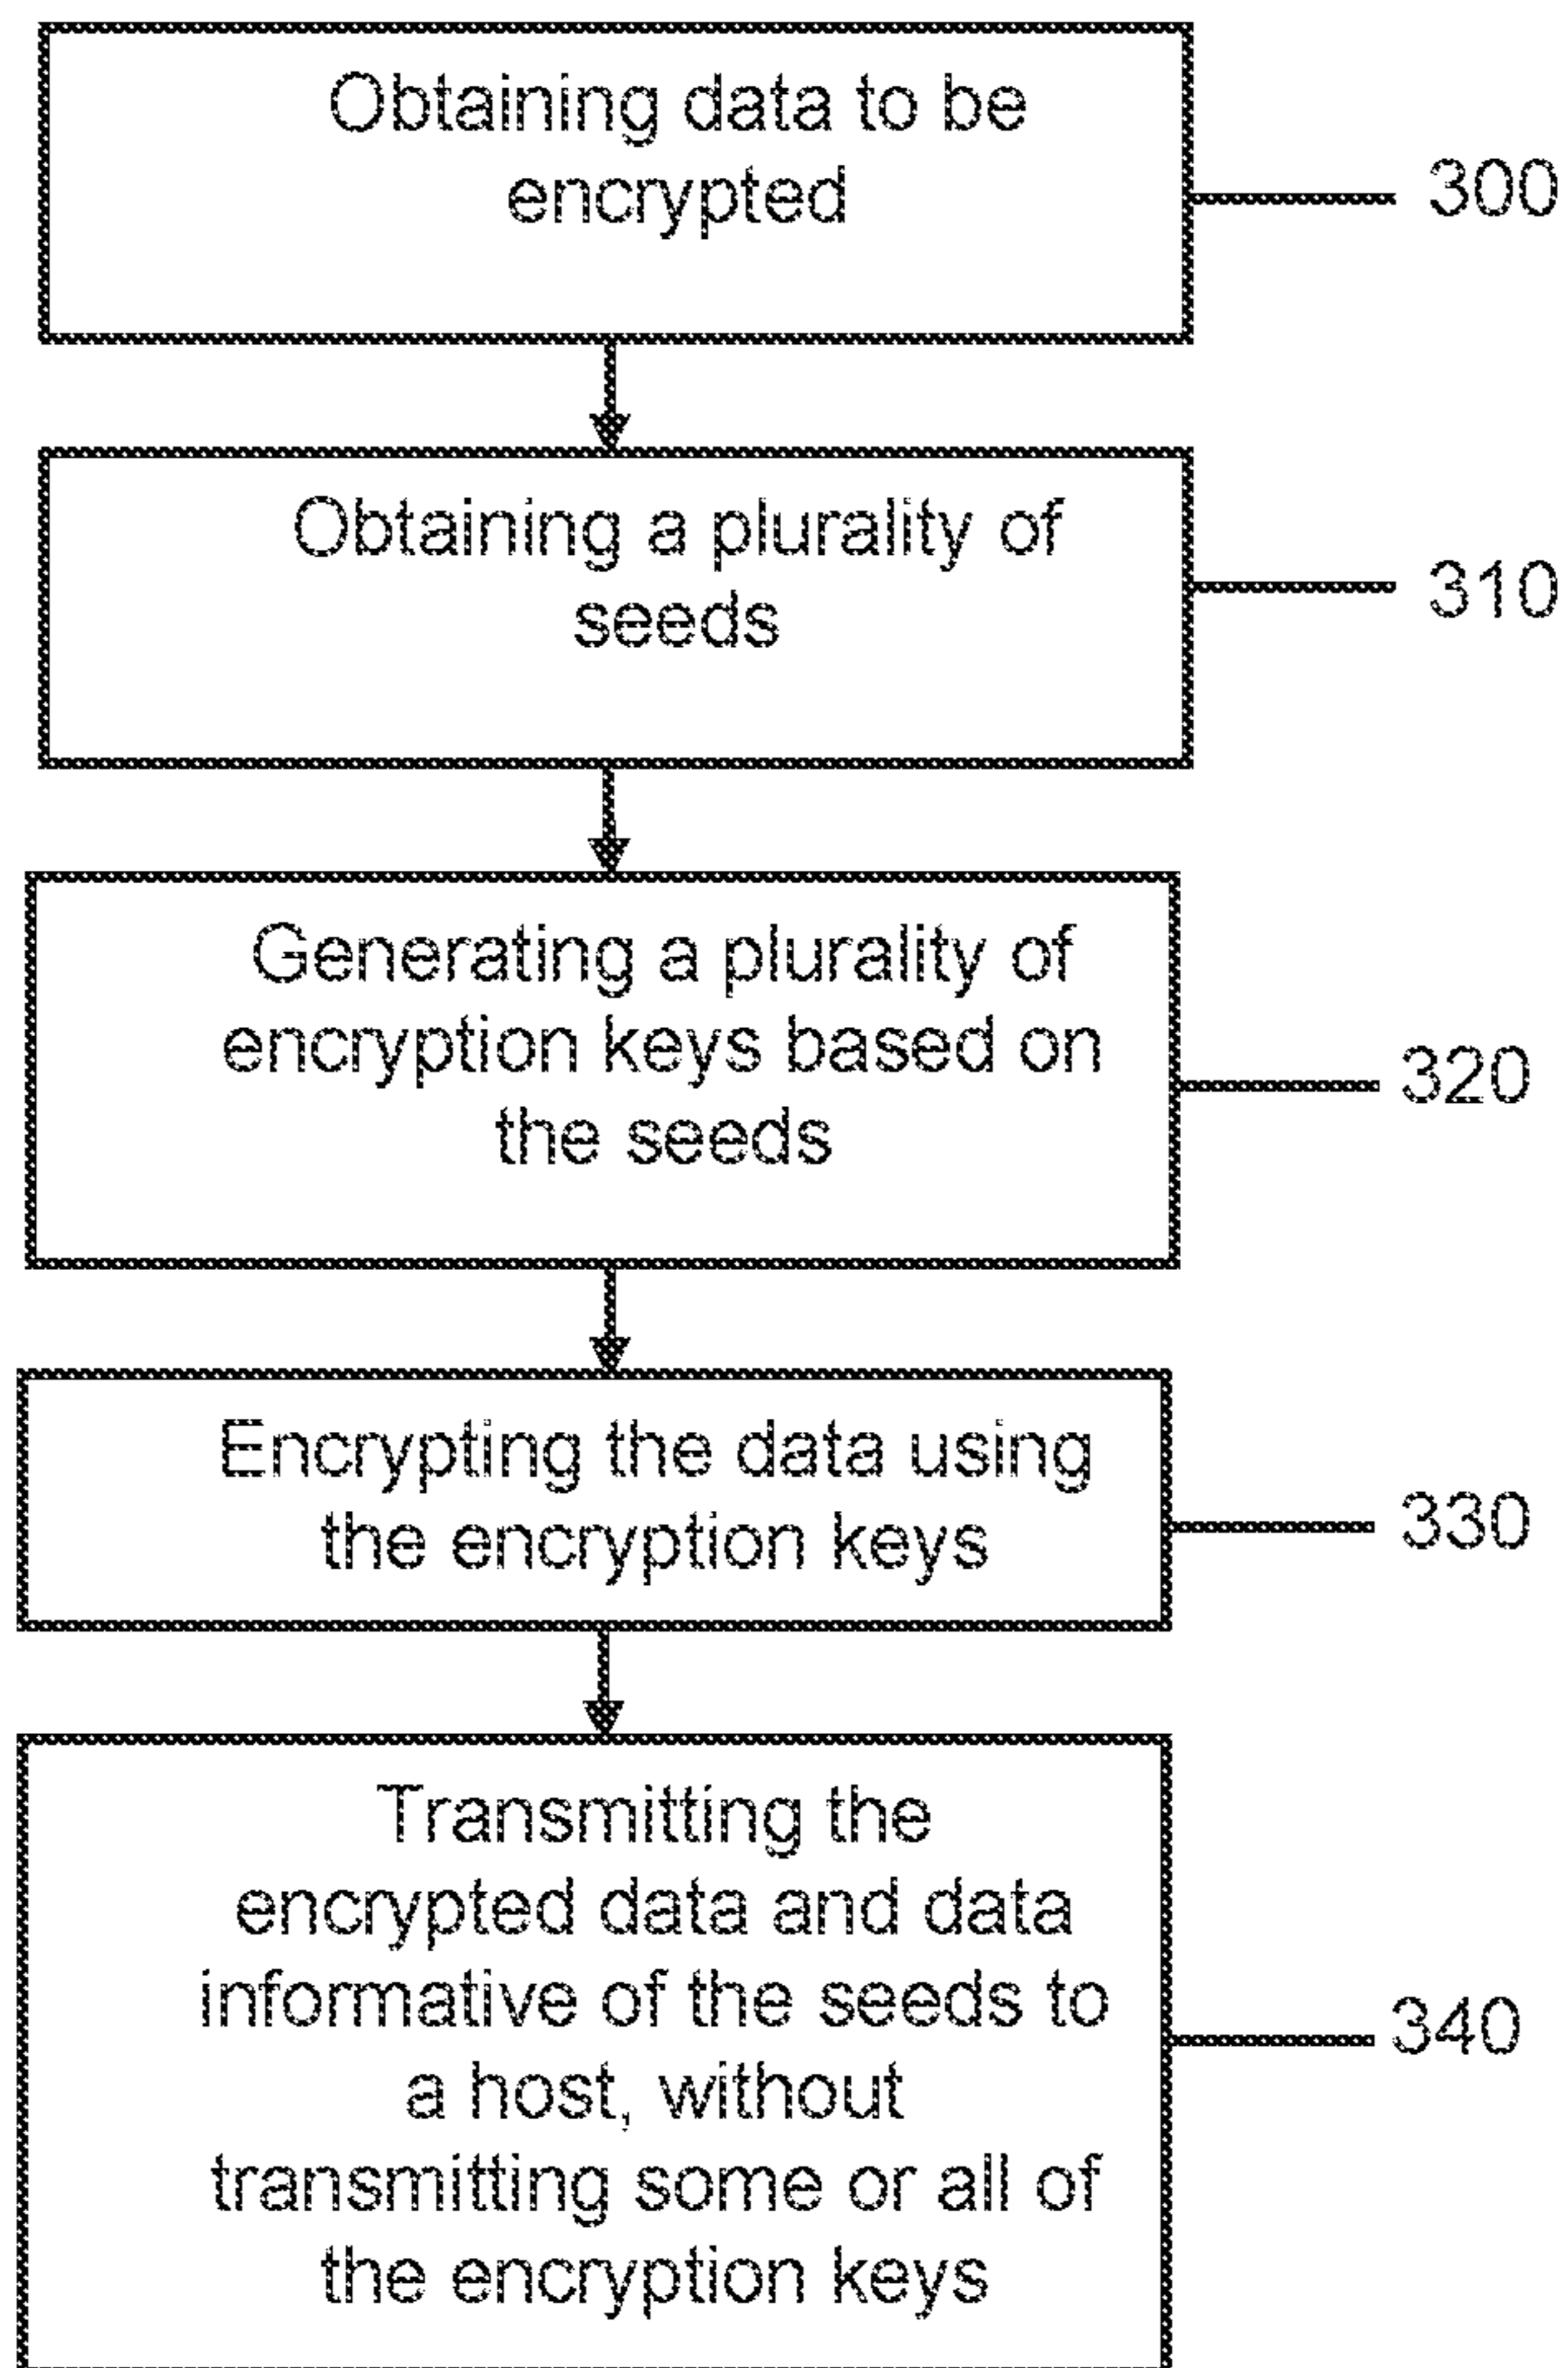 Obtaining data to be
encrypted
300
Obtaining a plurality of
seeds
310
Generating a plurality of
encryption keys based on
the seeds
320
Encrypting the data using
the encryption keys
330
Transmitting the
encrypted data and data
informative of the seeds to
a host, without
transmitting some or all of
the encryption keys
340